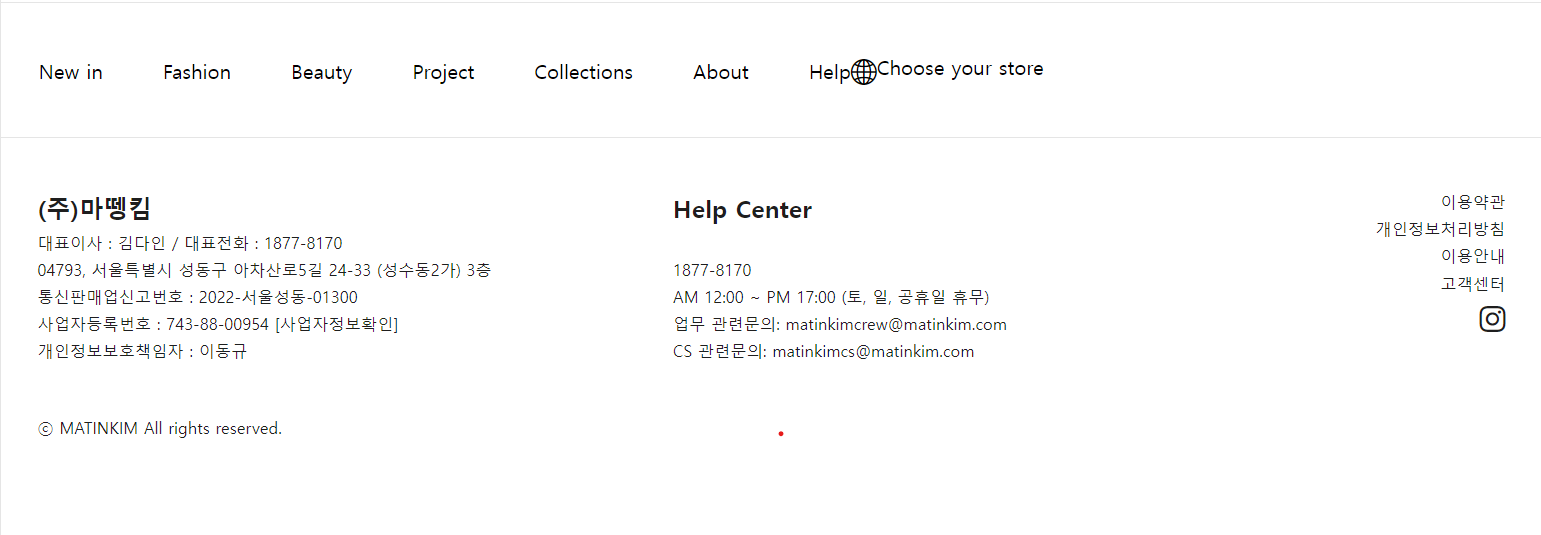 New in Fashion Beauty Project Collections About Help Choose your store
(주)마뗑킴
대표이사 : 김다인 / 대표전화 : 1877-8170
04793, 서울특별시 성동구 아차산로5길 24-33 (성수동2가) 3층
통신판매업신고번호 : 2022-서울성동-01300
사업자등록번호 : 743-88-00954 [사업자정보확인]
개인정보보호책임자 : 이동규
ⓒ MATINKIM All rights reserved.
Help Center
1877-8170
AM 12:00 ~ PM 17:00 (토, 일, 공휴일 휴무)
업무 관련문의: matinkimcrew@matinkim.com
CS 관련문의: matinkimcs@matinkim.com
이용약관
개인정보처리방침
이용안내
고객센터